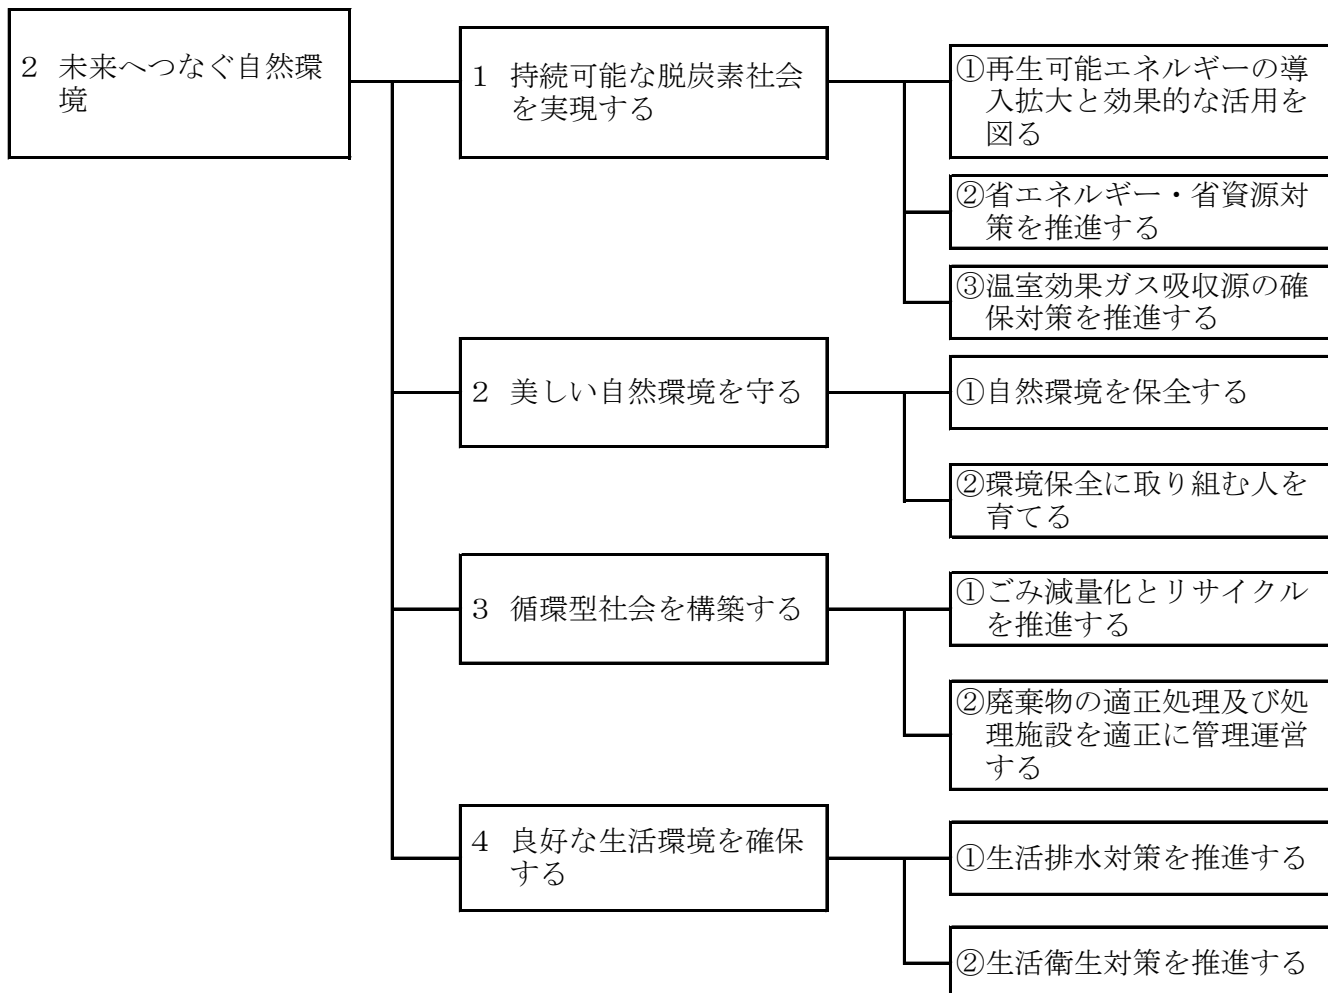 2 未来へつなぐ自然環
境
1 持続可能な脱炭素社会
を実現する
①再生可能エネルギーの導
入拡大と効果的な活用を
図る
②省エネルギー・省資源対
策を推進する
③温室効果ガス吸収源の確
保対策を推進する
2 美しい自然環境を守る
①自然環境を保全する
②環境保全に取り組む人を
育てる
3 循環型社会を構築する
①ごみ減量化とリサイクル
を推進する
②廃棄物の適正処理及び処
理施設を適正に管理運営
する
4 良好な生活環境を確保
する
①生活排水対策を推進する
②生活衛生対策を推進する